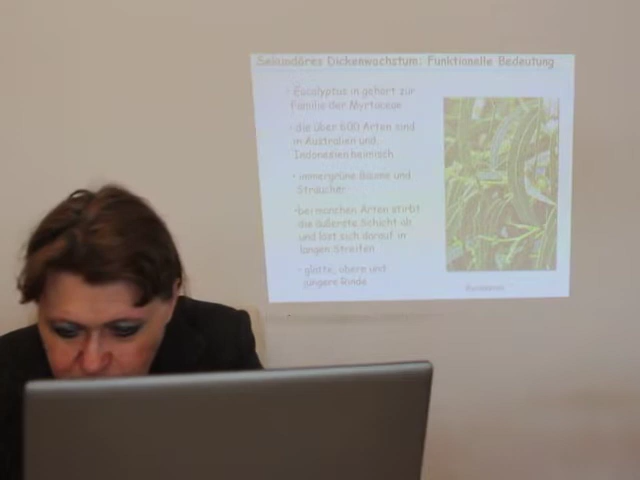 Sekundäres Dickenwachstum: Funktionelle Bedeutung
• Eucalyptus in gehört zur
Familie der Myrtaceae
• die über 600 Arten sind
in Australien und
Indonesien heimisch
• immergrüne Bäume und
Sträucher
• bei manchen Arten stirbt
die äußerste Schicht ab
und löst sich darauf in
langen Streifen
• glatte, obere und
jüngere Rinde